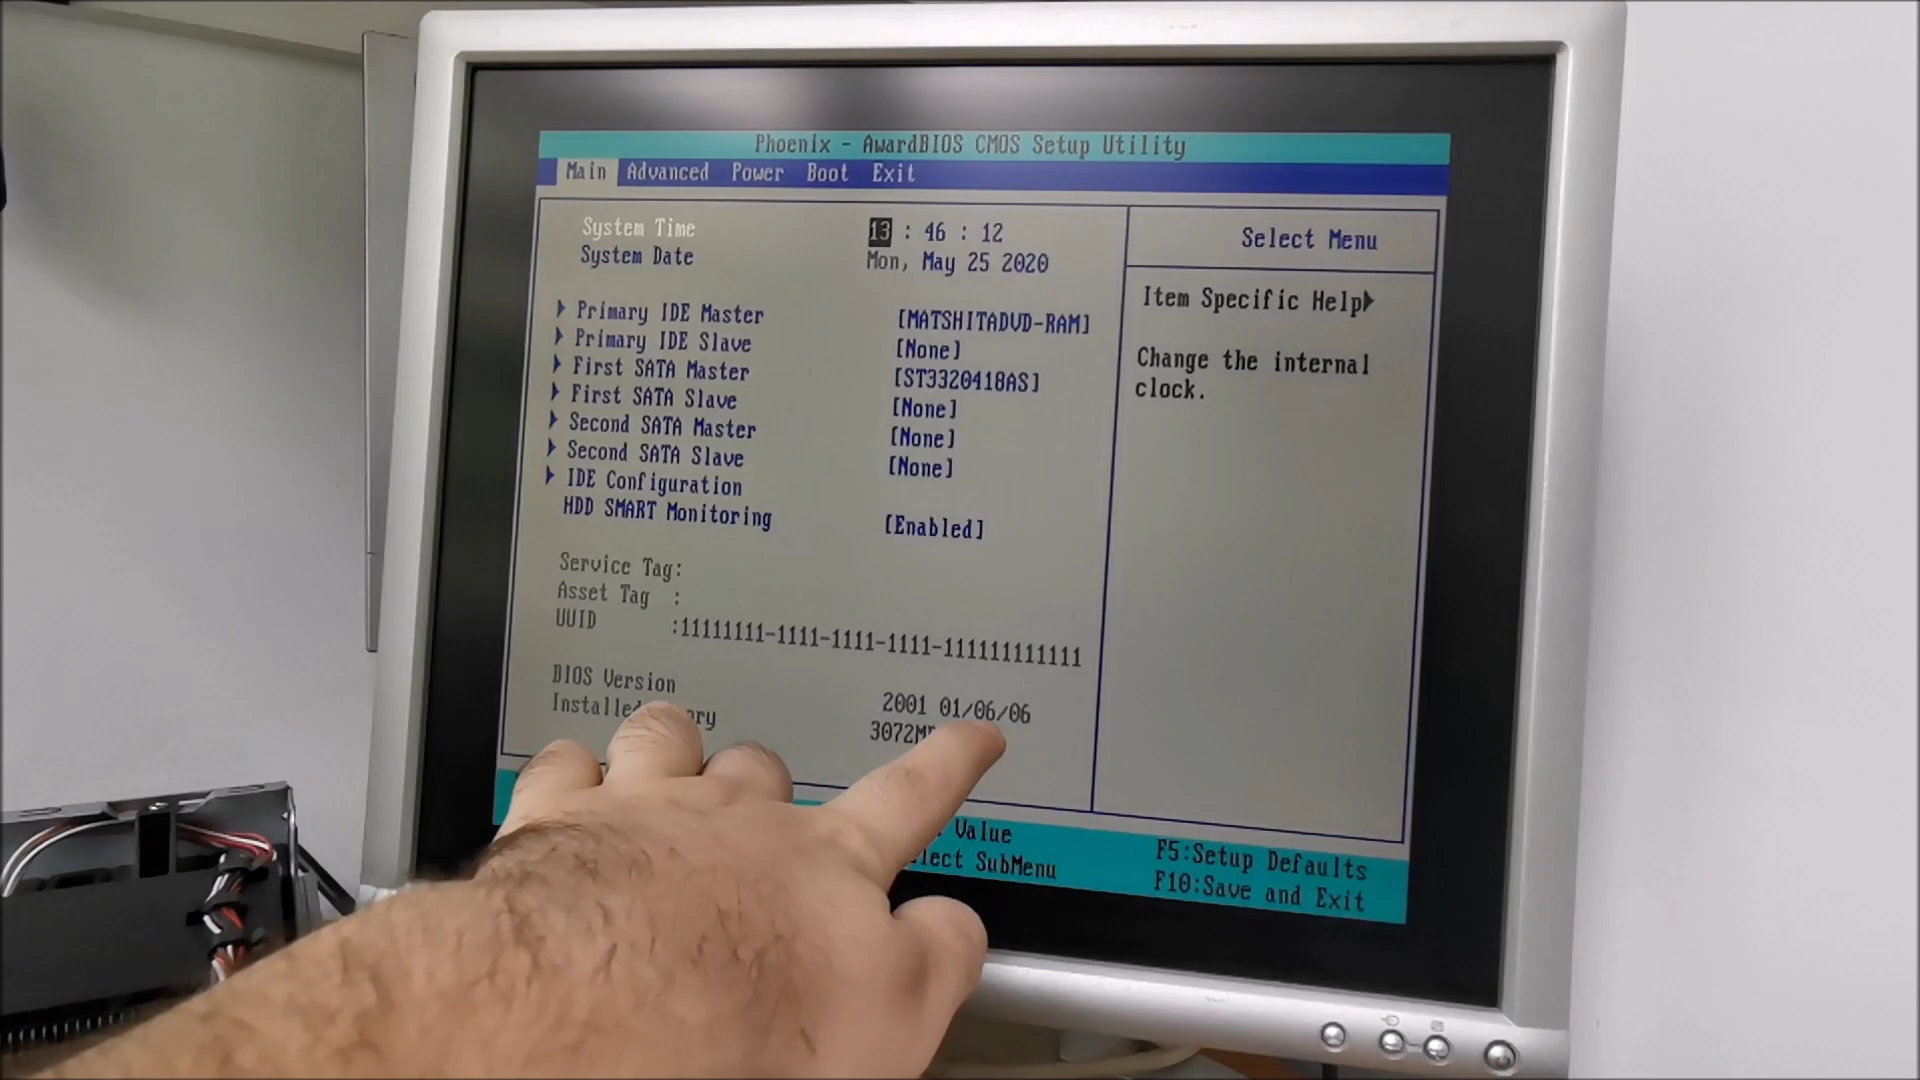 Phoenix - AwardBIOS CMOS Setup Utility
Main Advanced Power Boot Exit
System Time 13 : 46 : 12
System Date Mon, May 25 2020
Primary IDE Master [MATSHITADVD-RAM]
Primary IDE Slave [None]
First SATA Master [ST3320418AS]
First SATA Slave [None]
Second SATA Master [None]
Second SATA Slave [None]
IDE Configuration
HDD SMART Monitoring [Enabled]
Service Tag:
Asset Tag :
UUID :11111111-1111-1111-1111-111111111111
BIOS Version 2001 01/06/06
Installed
Select Menu
Item Specific Help
Change the internal
clock.
Value F5:Setup Defaults
SubMenu F10:Save and Exit